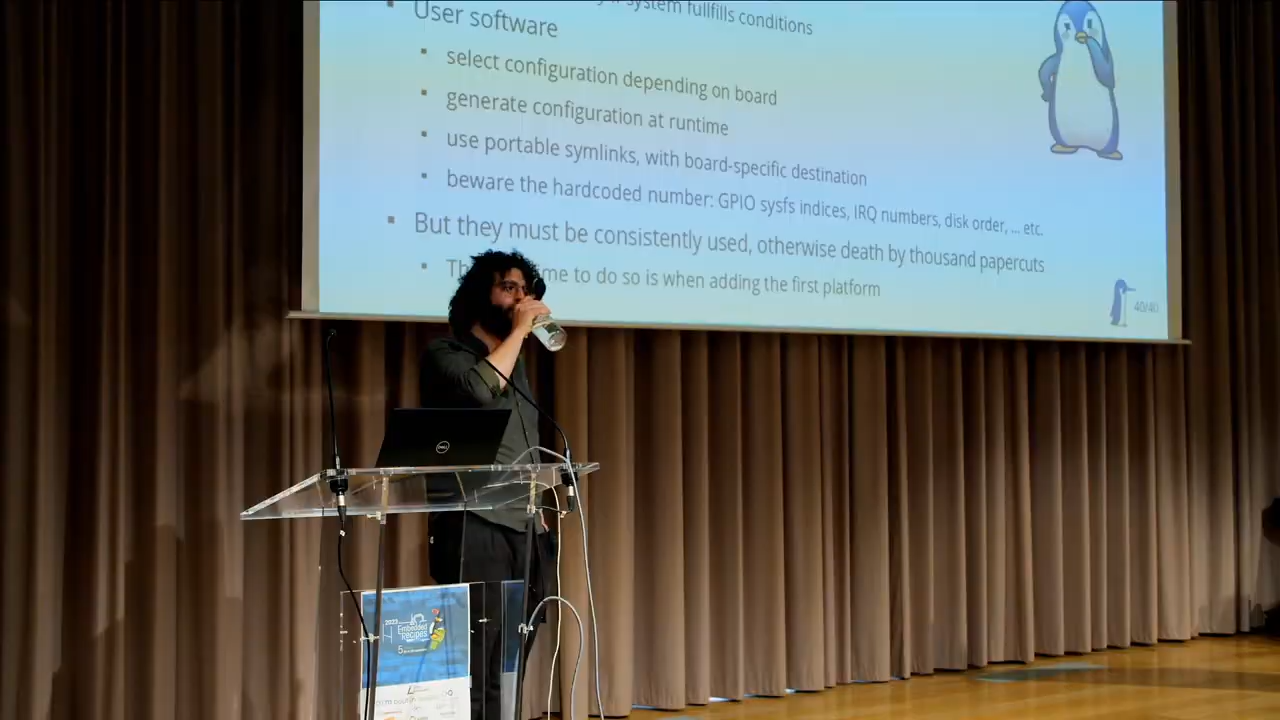 system fullfills conditions
User software
select configuration depending on board
generate configuration at runtime
use portable symlinks, with board-specific destination
beware the hardcoded number: GPIO sysfs indices, IRQ numbers, disk order, ... etc.
But they must be consistently used, otherwise death by thousand papercuts
to do so is when adding the first platform
40/40
DELL
2022
Embedded
Recipes